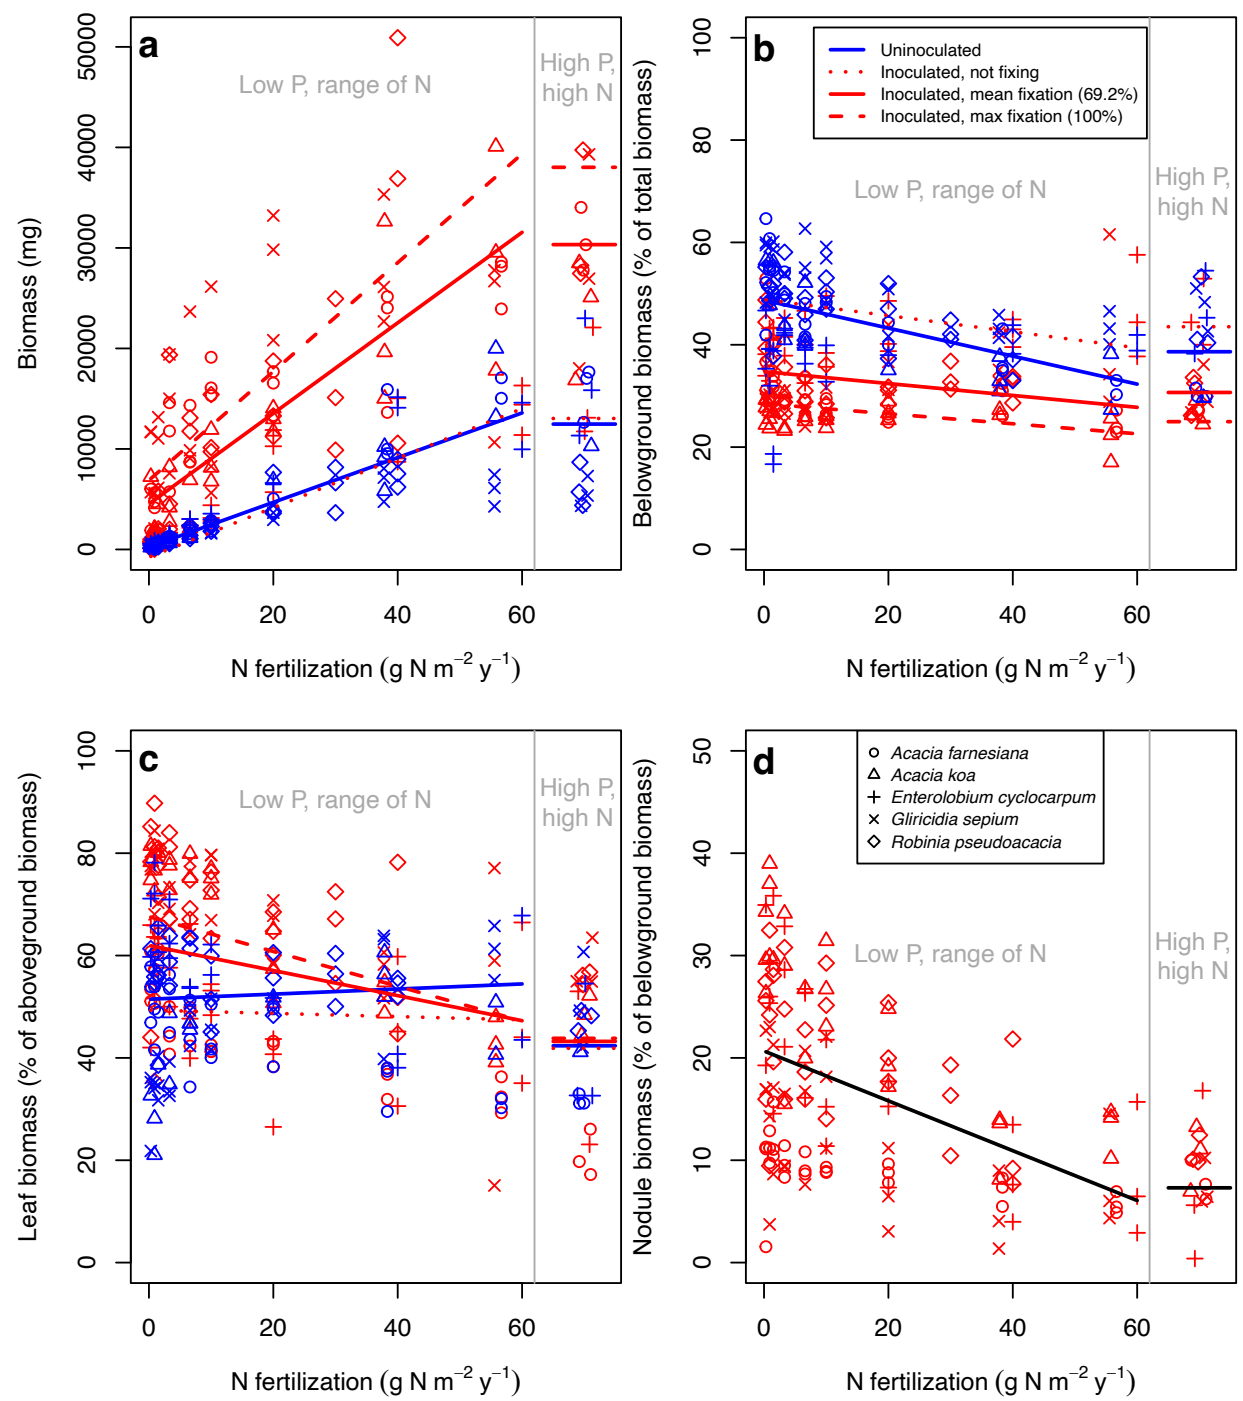 a
Low P, range of N
High P,
high N
Biomass (mg)
0
10000
20000
30000
40000
50000
0 20 40 60
N fertilization (g N m⁻² y⁻¹)
b
Uninoculated
Inoculated, not fixing
Inoculated, mean fixation (69.2%)
Inoculated, max fixation (100%)
Low P, range of N
High P,
high N
Belowground biomass (% of total biomass)
0
20
40
60
80
100
0 20 40 60
N fertilization (g N m⁻² y⁻¹)
c
Low P, range of N
High P,
high N
Leaf biomass (% of aboveground biomass)
0
20
40
60
80
100
0 20 40 60
N fertilization (g N m⁻² y⁻¹)
d
Acacia farnesiana
Acacia koa
Enterolobium cyclocarpum
Gliricidia sepium
Robinia pseudoacacia
Low P, range of N
High P,
high N
Nodule biomass (% of belowground biomass)
0
10
20
30
40
50
0 20 40 60
N fertilization (g N m⁻² y⁻¹)